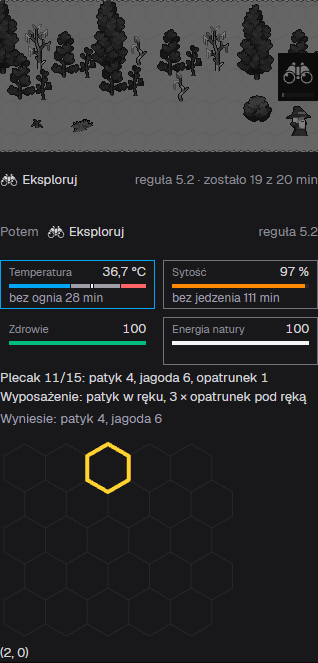 Eksploruj reguła 5.2 · zostało 19 z 20 min
Potem Eksploruj reguła 5.2
Temperatura 36,7 °C
bez ognia 28 min
Sytość 97 %
bez jedzenia 111 min
Zdrowie 100
Energia natury 100
Plecak 11/15: patyk 4, jagoda 6, opatrunek 1
Wyposażenie: patyk w ręku, 3 × opatrunek pod ręką
Wyniesie: patyk 4, jagoda 6
(2, 0)